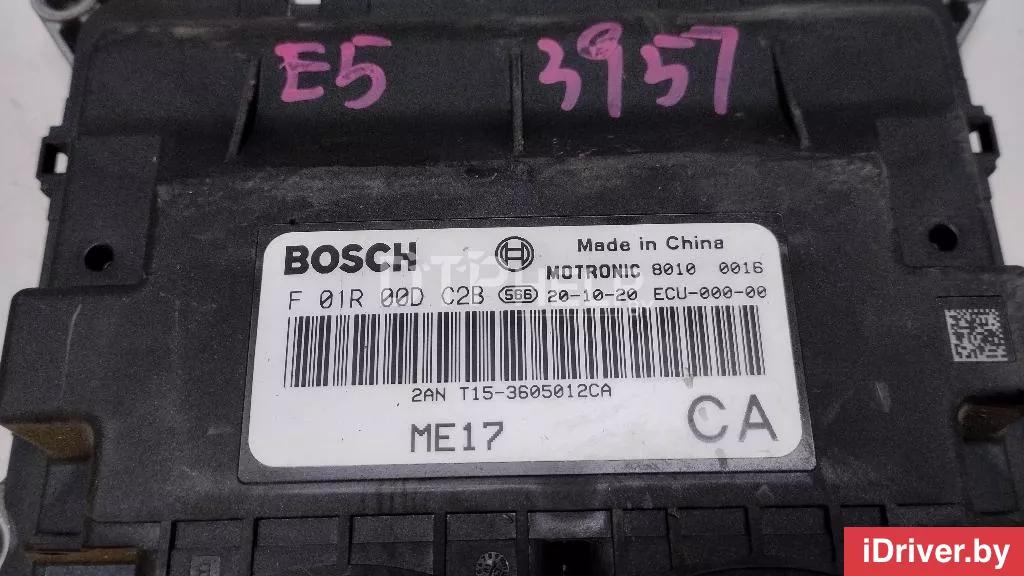 E5 3957
BOSCH Made in China
MOTRONIC 8010 0016
F 01R 00D C2B 566 20-10-20 ECU-000-00
2AN T15-3605012CA
ME17 CA
iDriver.by